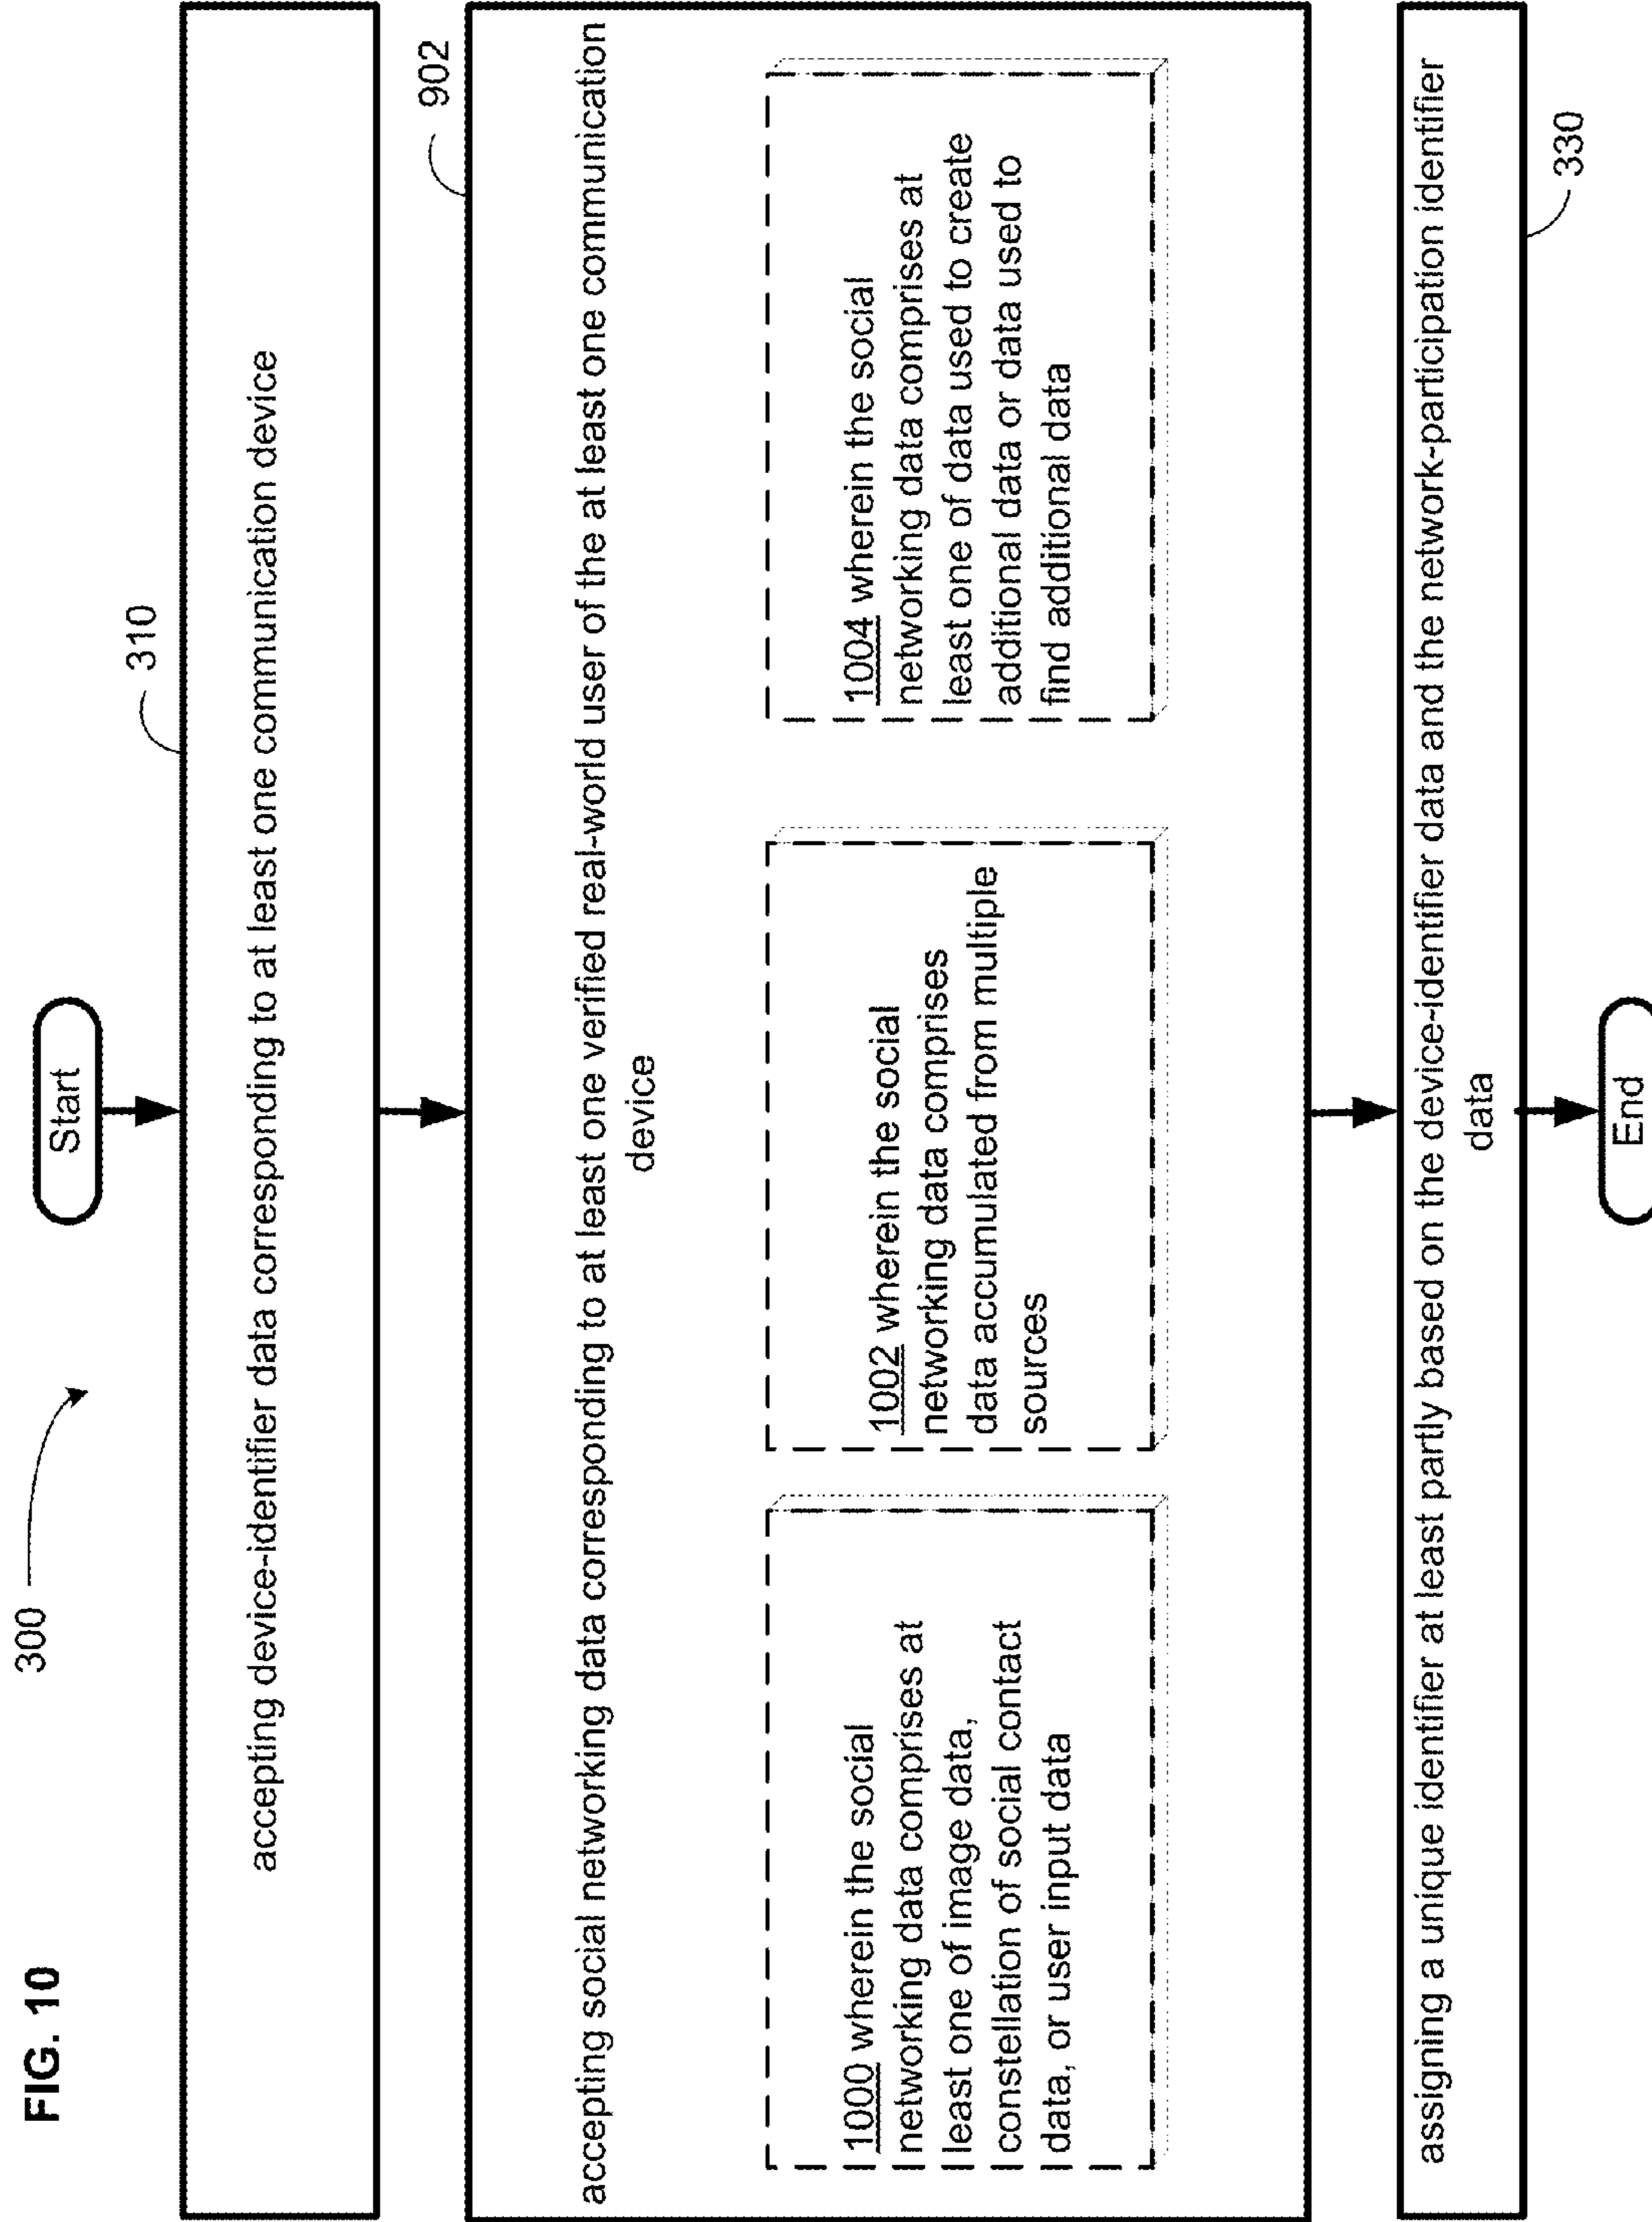 FIG. 10
300
Start
310
accepting device-identifier data corresponding to at least one communication device
902
accepting social networking data corresponding to at least one verified real-world user of the at least one communication
device
1000 wherein the social
networking data comprises at
least one of image data,
constellation of social contact
data, or user input data
1002 wherein the social
networking data comprises
data accumulated from multiple
sources
1004 wherein the social
networking data comprises at
least one of data used to create
additional data or data used to
find additional data
assigning a unique identifier at least partly based on the device-identifier data and the network-participation identifier
data
330
End